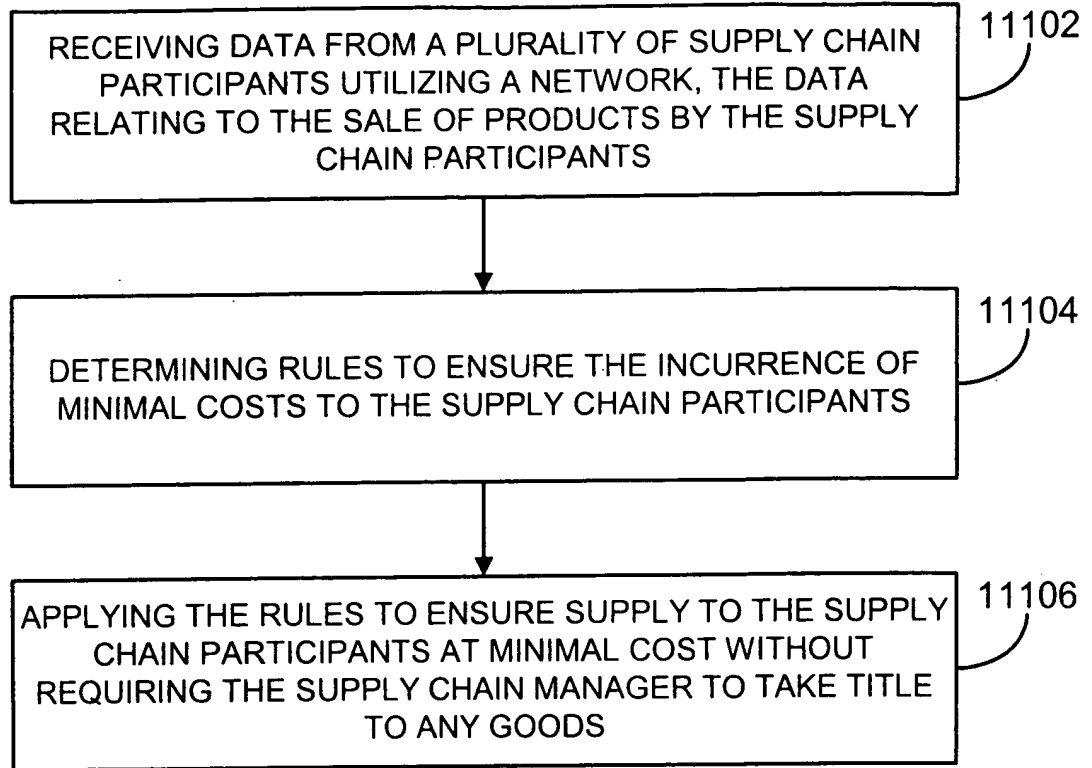 RECEIVING DATA FROM A PLURALITY OF SUPPLY CHAIN
PARTICIPANTS UTILIZING A NETWORK, THE DATA
RELATING TO THE SALE OF PRODUCTS BY THE SUPPLY
CHAIN PARTICIPANTS
11102
DETERMINING RULES TO ENSURE THE INCURRENCE OF
MINIMAL COSTS TO THE SUPPLY CHAIN PARTICIPANTS
11104
APPLYING THE RULES TO ENSURE SUPPLY TO THE SUPPLY
CHAIN PARTICIPANTS AT MINIMAL COST WITHOUT
REQUIRING THE SUPPLY CHAIN MANAGER TO TAKE TITLE
TO ANY GOODS
11106